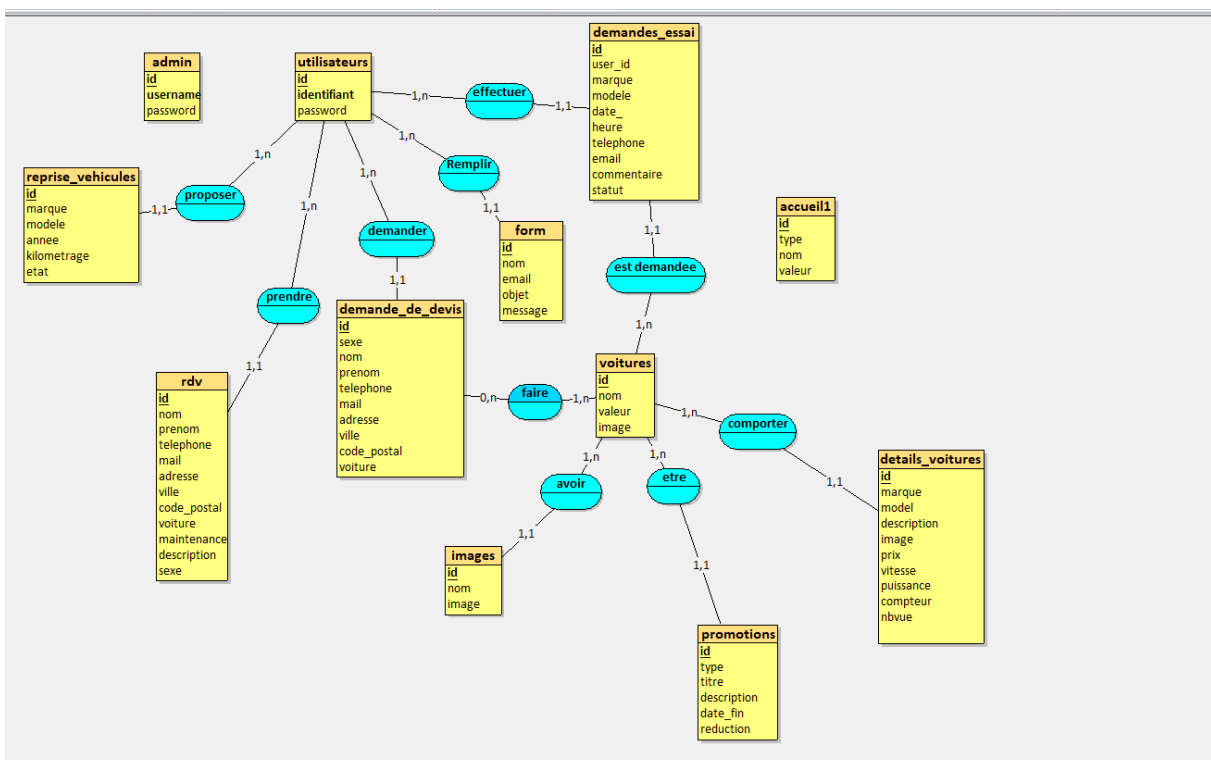 admin
id
username
password
utilisateurs
id
identifiant
password
demandes_essai
id
user_id
marque
modele
date_
heure
telephone
email
commentaire
statut
1,n
effectuer
1,1
1,n
Remplir
1,1
form
id
nom
email
objet
message
reprise_vehicules
id
marque
modele
annee
kilometrage
etat
1,1
proposer
1,n
1,n
prendre
1,1
1,n
demander
1,1
accueil1
id
type
nom
valeur
1,1
est demandee
1,n
demande_de_devis
id
sexe
nom
prenom
telephone
mail
adresse
ville
code_postal
voiture
rdv
id
nom
prenom
telephone
mail
adresse
ville
code_postal
voiture
maintenance
description
sexe
0,n
faire
1,n
voitures
id
nom
valeur
image
1,n
comporter
1,1
details_voitures
id
marque
model
description
image
prix
vitesse
puissance
compteur
nbvue
1,n
avoir
1,1
1,n
etre
1,1
images
id
nom
image
promotions
id
type
titre
description
date_fin
reduction